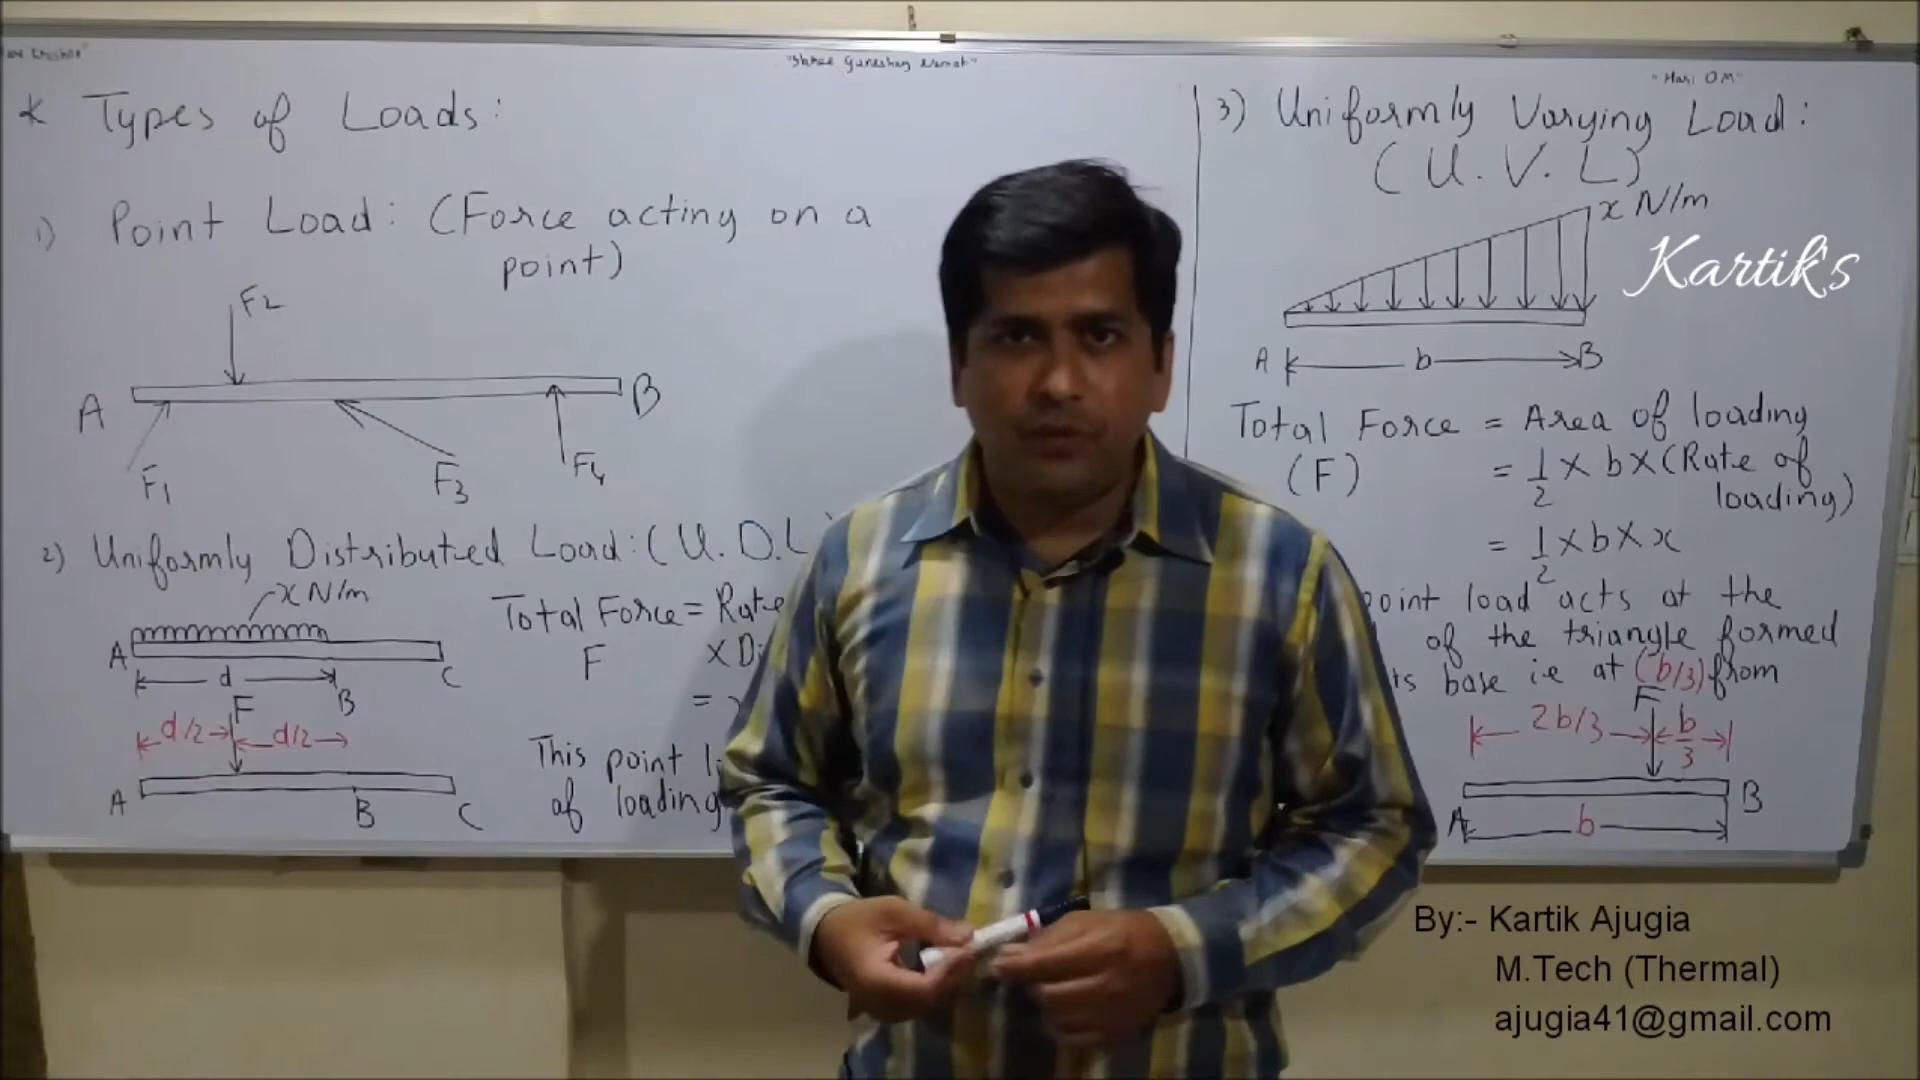 "Shree Ganeshay Namah"
"Hari OM"
* Types of Loads:
1) Point Load: (Force acting on a
point)
F2
A
B
F1
F3
F4
2) Uniformly Distributed Load: (U.D.L
x N/m
A
d
B
C
F
d/2
d/2
A
B
C
Total Force = Rate
F
X Di
=
This point l
of loading
3) Uniformly Varying Load:
(U.V.L)
x N/m
Kartik's
A
b
B
Total Force = Area of loading
(F)
= 1/2 X b X (Rate of
loading)
= 1/2 X b X x
point load acts at the
of the triangle formed
ts base i.e at (b/3) from
F
2b/3
b/3
A
B
b
By:- Kartik Ajugia
M.Tech (Thermal)
ajugia41@gmail.com